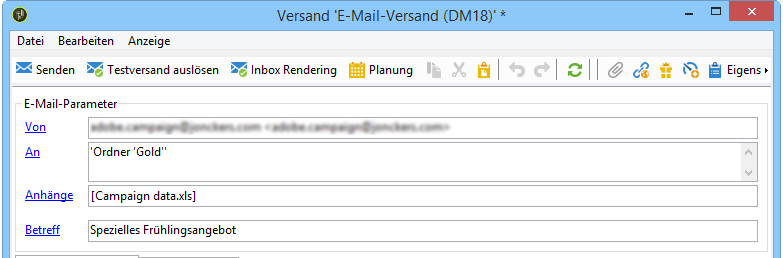 Versand 'E-Mail-Versand (DM18)' *
Datei Bearbeiten Anzeige
Senden Testversand auslösen Inbox Rendering Planung Eigens
E-Mail-Parameter
Von
An 'Ordner 'Gold''
Anhänge [Campaign data.xls]
Betreff Spezielles Frühlingsangebot